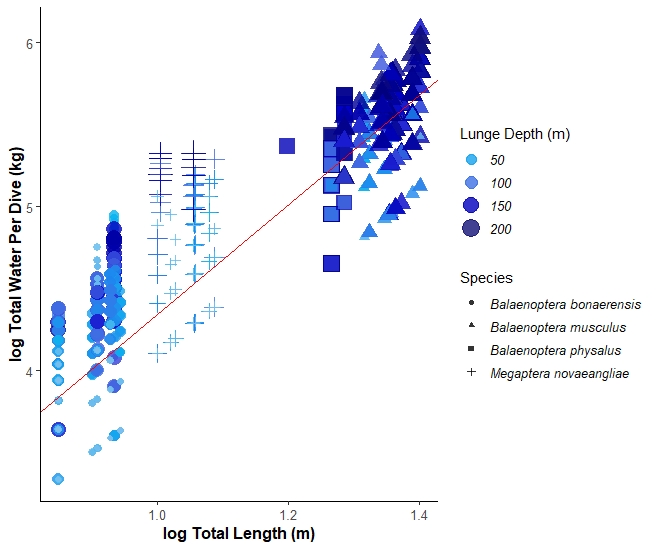 log Total Water Per Dive (kg)
6
5
4
1.0
1.2
1.4
log Total Length (m)
Lunge Depth (m)
50
100
150
200
Species
Balaenoptera bonaerensis
Balaenoptera musculus
Balaenoptera physalus
Megaptera novaeangliae